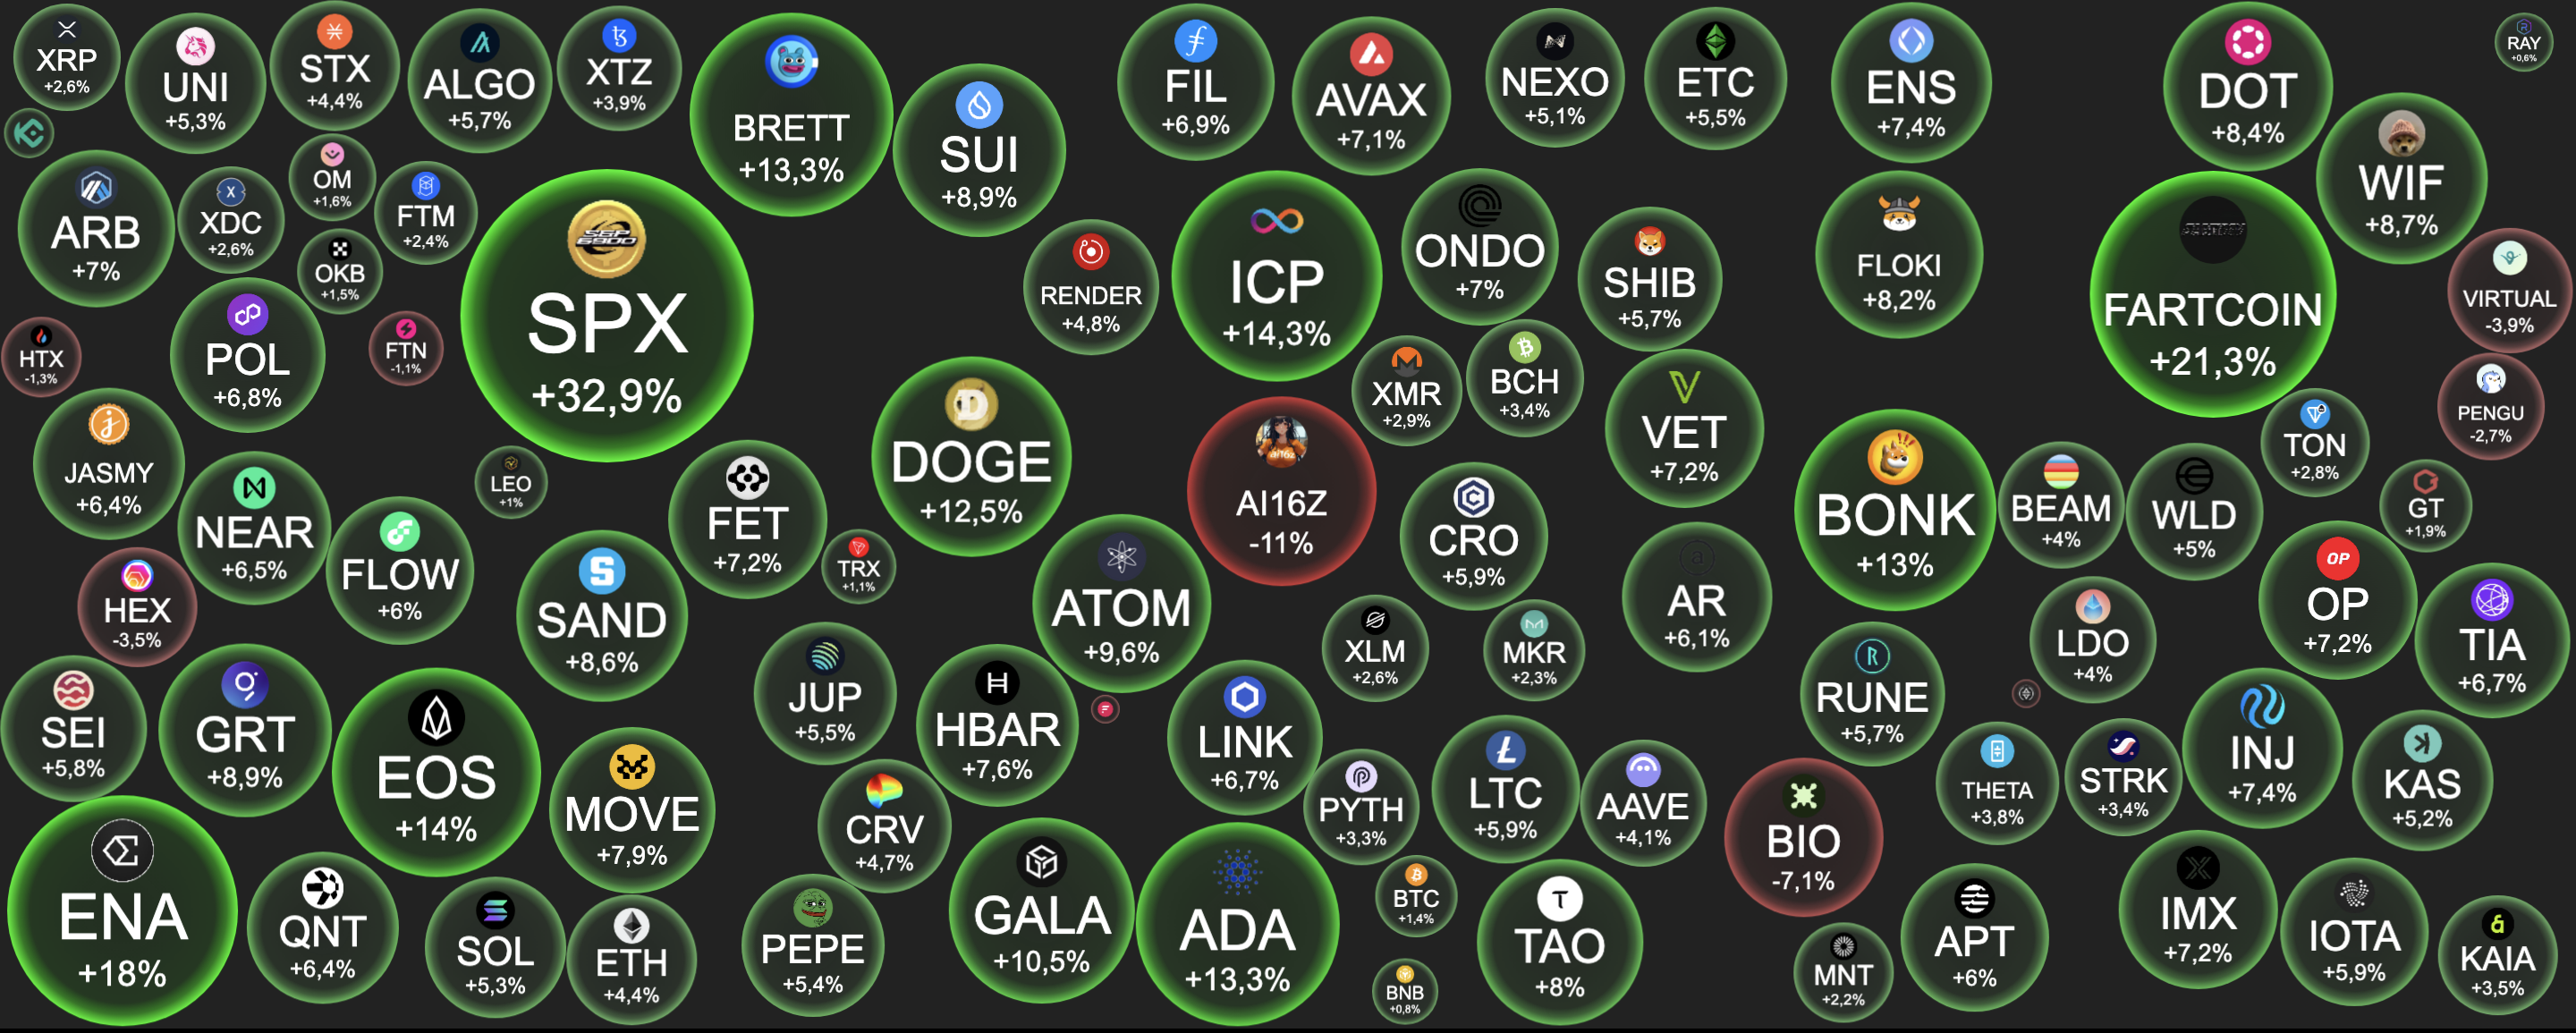 XRP
+2,6%
UNI
+5,3%
STX
+4,4%
ALGO
+5,7%
XTZ
+3,9%
BRETT
+13,3%
SUI
+8,9%
FIL
+6,9%
AVAX
+7,1%
NEXO
+5,1%
ETC
+5,5%
ENS
+7,4%
DOT
+8,4%
WIF
+8,7%
RAY
+0,6%
ARB
+7%
XDC
+2,6%
OM
+1,6%
FTM
+2,4%
OKB
+1,5%
SPX
+32,9%
RENDER
+4,8%
ICP
+14,3%
ONDO
+7%
SHIB
+5,7%
FLOKI
+8,2%
FARTCOIN
+21,3%
VIRTUAL
-3,9%
HTX
-1,3%
POL
+6,8%
FTN
-1,1%
DOGE
+12,5%
XMR
+2,9%
BCH
+3,4%
VET
+7,2%
PENGU
-2,7%
JASMY
+6,4%
NEAR
+6,5%
FLOW
+6%
LEO
+1%
FET
+7,2%
TRX
+1,1%
AI16Z
-11%
CRO
+5,9%
BONK
+13%
BEAM
+4%
WLD
+5%
TON
+2,8%
GT
+1,9%
HEX
-3,5%
SAND
+8,6%
ATOM
+9,6%
XLM
+2,6%
MKR
+2,3%
AR
+6,1%
LDO
+4%
OP
OP
+7,2%
TIA
+6,7%
SEI
+5,8%
GRT
+8,9%
EOS
+14%
MOVE
+7,9%
JUP
+5,5%
HBAR
+7,6%
LINK
+6,7%
PYTH
+3,3%
LTC
+5,9%
AAVE
+4,1%
RUNE
+5,7%
BIO
-7,1%
THETA
+3,8%
STRK
+3,4%
INJ
+7,4%
KAS
+5,2%
ENA
+18%
QNT
+6,4%
SOL
+5,3%
ETH
+4,4%
PEPE
+5,4%
CRV
+4,7%
GALA
+10,5%
ADA
+13,3%
BTC
+1,4%
BNB
+0,8%
TAO
+8%
MNT
+2,2%
APT
+6%
IMX
+7,2%
IOTA
+5,9%
KAIA
+3,5%